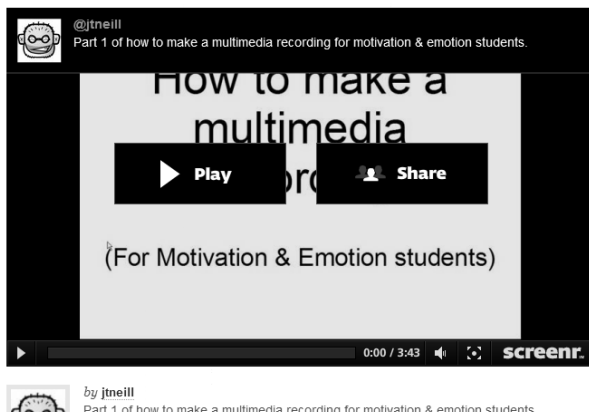 @jtneill
Part 1 of how to make a multimedia recording for motivation & emotion students.
How to make a
multimedia
Play
Share
(For Motivation & Emotion students)
0:00 / 3:43
screenr.
by jtneill
Part 1 of how to make a multimedia recording for motivation & emotion students